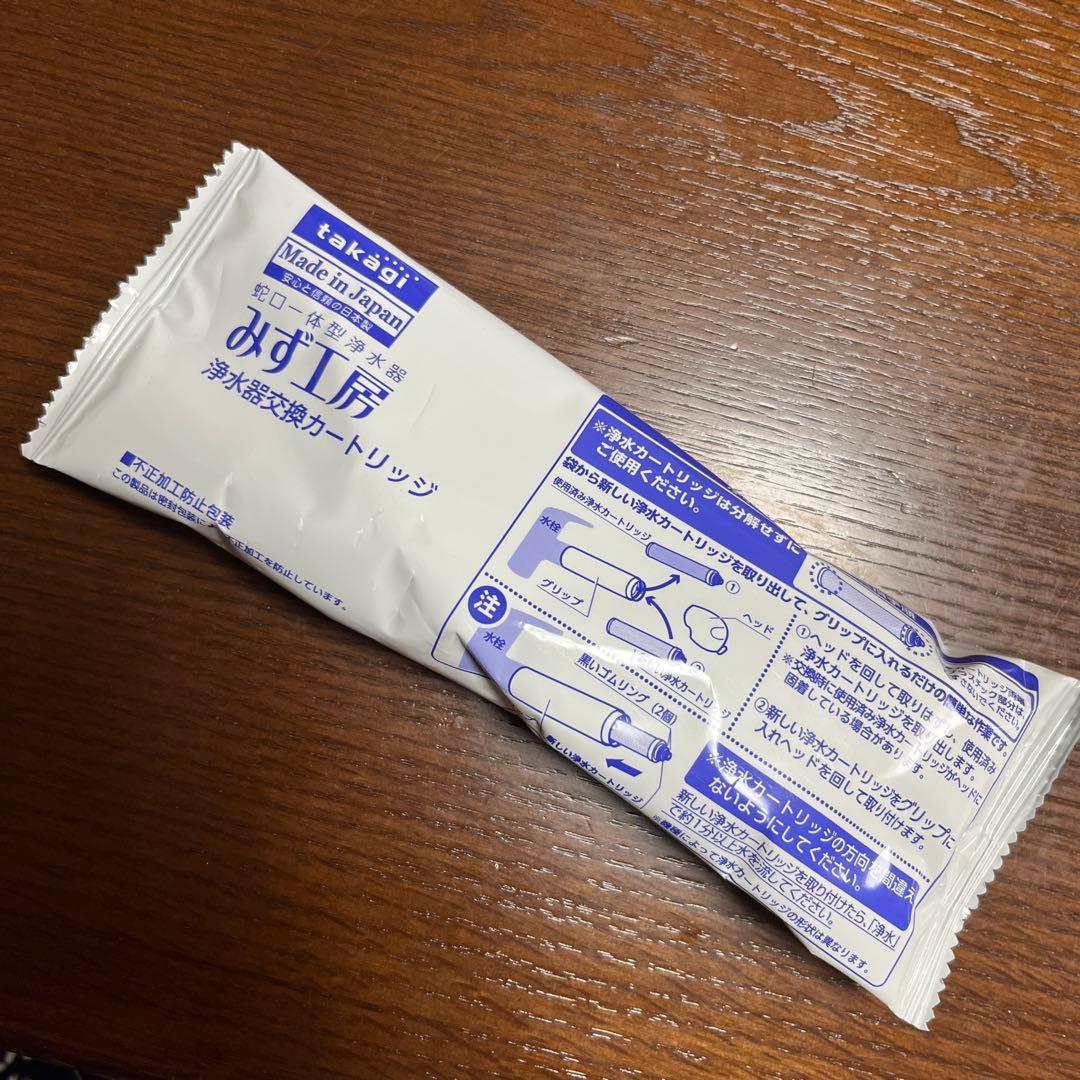 takagi
Made in Japan
安心と信頼の日本製
蛇口一体型浄水器
みず工房
浄水器交換カートリッジ
■不正加工防止包装
この製品は密封包装に
不正加工を防止しています。
※浄水カートリッジは分解せずに
ご使用ください。
袋から新しい浄水カートリッジを取り出して、グリップに入れるだけの簡単な作業です。
使用済み浄水カートリッジ
水栓
グリップ
①
ヘッド
しい浄水カートリッジ
①ヘッドを回して取りはずし、使用済み
浄水カートリッジを取り出します。
※交換時に使用済み浄水カートリッジがヘッドに
固着している場合があります。
②新しい浄水カートリッジをグリップに
入れヘッドを回して取り付けます。
注
水栓
黒いゴムリング(2個
新しい浄水カートリッジ
※浄水カートリッジの方向を間違え
ないようにしてください。
新しい浄水カートリッジを取り付けたら、「浄水」
で約1分以上水を流してください。
※機種によって浄水カートリッジの形状は異なります。